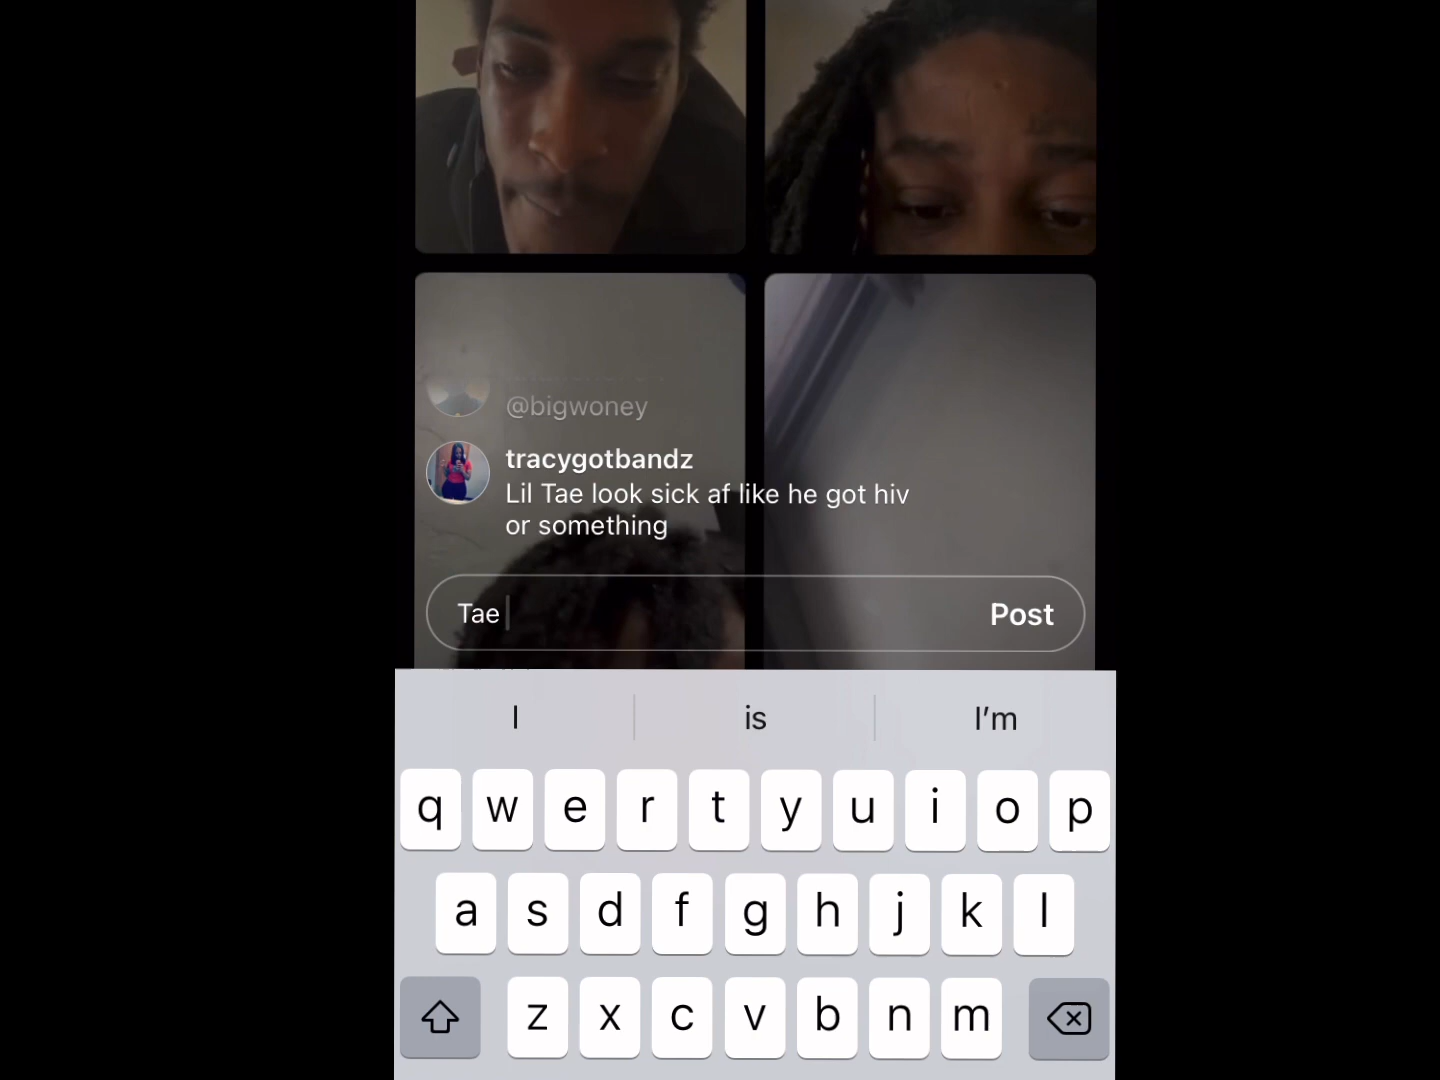 @bigwoney
tracygotbandz
Lil Tae look sick af like he got hiv
or something
Tae
Post
I
is
I’m
q w e r t y u i o p
a s d f g h j k l
z x c v b n m